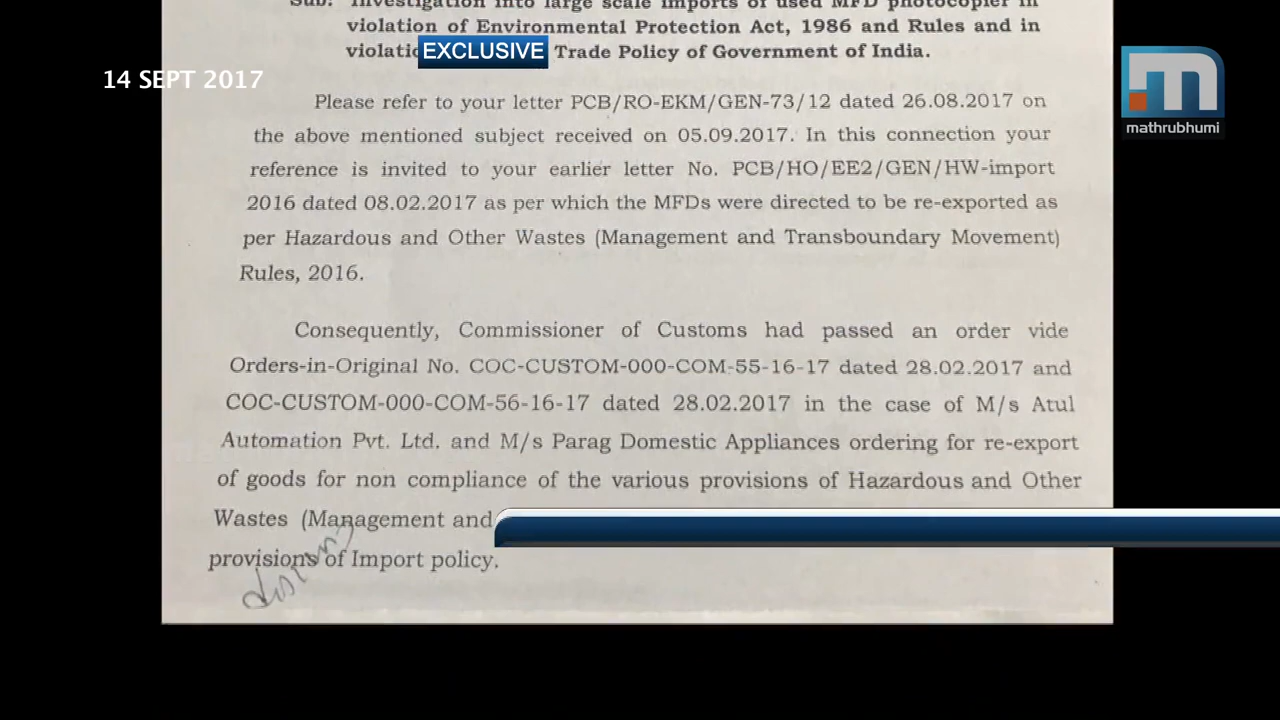 Sub: Investigation into large scale imports of used MFD photocopier in
violation of Environmental Protection Act, 1986 and Rules and in
EXCLUSIVE Trade Policy of Government of India.
14 SEPT 2017
mathrubhumi
Please refer to your letter PCB/RO-EKM/GEN-73/12 dated 26.08.2017 on
the above mentioned subject received on 05.09.2017. In this connection your
reference is invited to your earlier letter No. PCB/HO/EE2/GEN/HW-import
2016 dated 08.02.2017 as per which the MFDs were directed to be re-exported as
per Hazardous and Other Wastes (Management and Transboundary Movement)
Rules, 2016.
Consequently, Commissioner of Customs had passed an order vide
Orders-in-Original No. COC-CUSTOM-000-COM-55-16-17 dated 28.02.2017 and
COC-CUSTOM-000-COM-56-16-17 dated 28.02.2017 in the case of M/s Atul
Automation Pvt. Ltd. and M/s Parag Domestic Appliances ordering for re-export
of goods for non compliance of the various provisions of Hazardous and Other
Wastes (Management and
provisions of Import policy.